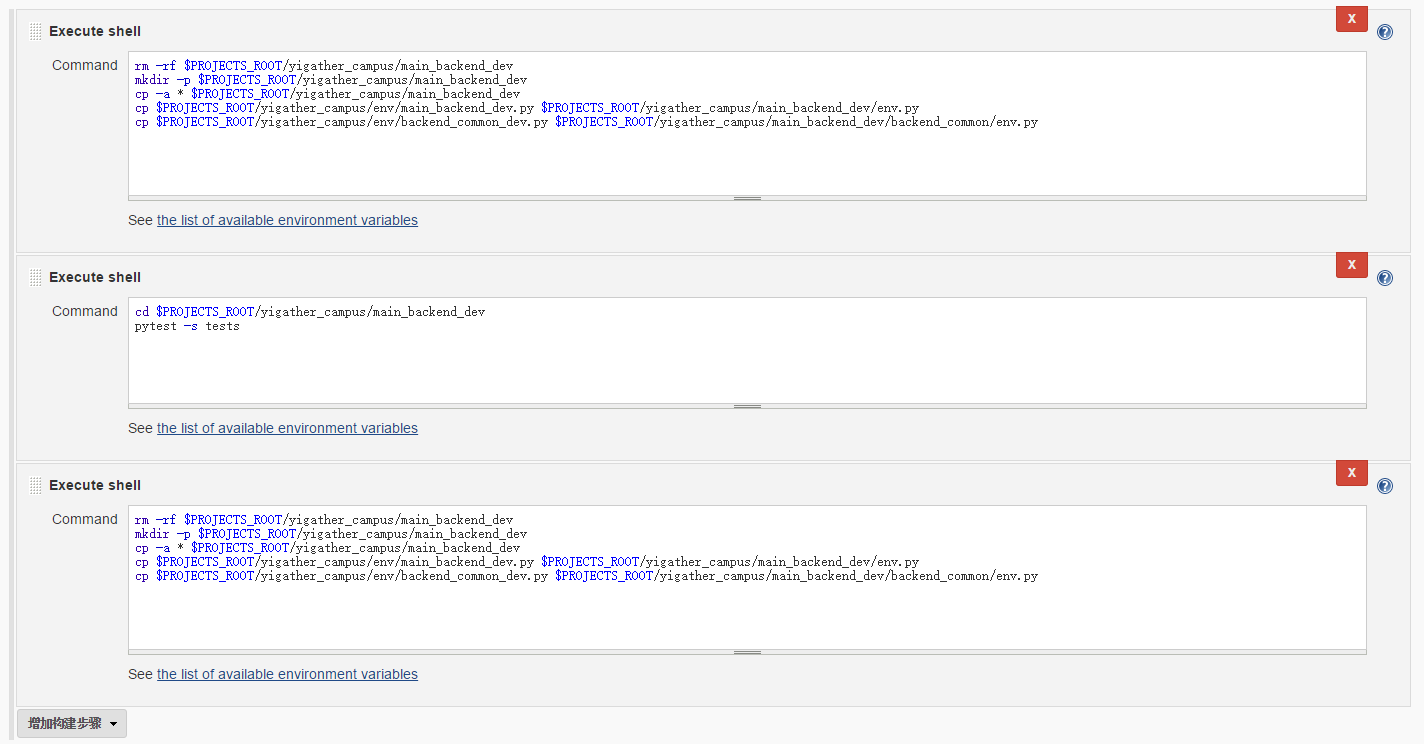 Execute shell
X
Command
rm -rf $PROJECTS_ROOT/yigather_campus/main_backend_dev
mkdir -p $PROJECTS_ROOT/yigather_campus/main_backend_dev
cp -a * $PROJECTS_ROOT/yigather_campus/main_backend_dev
cp $PROJECTS_ROOT/yigather_campus/env/main_backend_dev.py $PROJECTS_ROOT/yigather_campus/main_backend_dev/env.py
cp $PROJECTS_ROOT/yigather_campus/env/backend_common_dev.py $PROJECTS_ROOT/yigather_campus/main_backend_dev/backend_common/env.py
See the list of available environment variables
Execute shell
X
Command
cd $PROJECTS_ROOT/yigather_campus/main_backend_dev
pytest -s tests
See the list of available environment variables
Execute shell
X
Command
rm -rf $PROJECTS_ROOT/yigather_campus/main_backend_dev
mkdir -p $PROJECTS_ROOT/yigather_campus/main_backend_dev
cp -a * $PROJECTS_ROOT/yigather_campus/main_backend_dev
cp $PROJECTS_ROOT/yigather_campus/env/main_backend_dev.py $PROJECTS_ROOT/yigather_campus/main_backend_dev/env.py
cp $PROJECTS_ROOT/yigather_campus/env/backend_common_dev.py $PROJECTS_ROOT/yigather_campus/main_backend_dev/backend_common/env.py
See the list of available environment variables
增加构建步骤